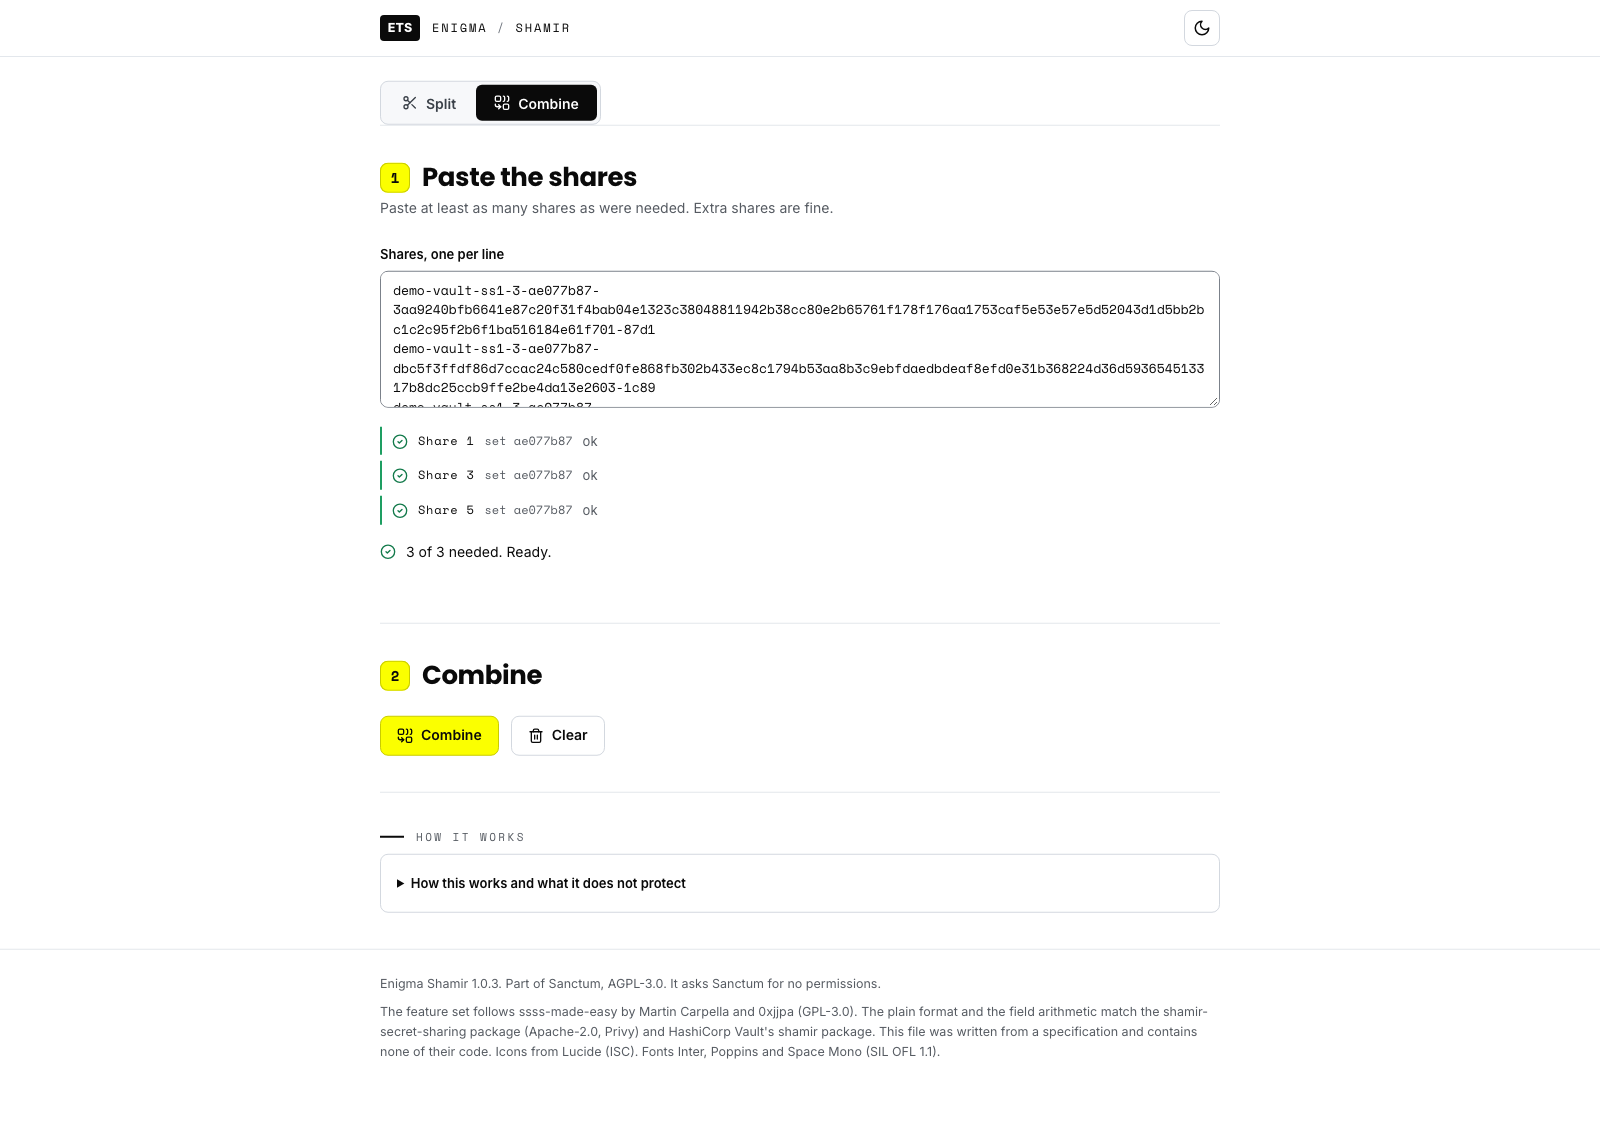 ETS ENIGMA / SHAMIR
Split Combine
1 Paste the shares
Paste at least as many shares as were needed. Extra shares are fine.
Shares, one per line
demo-vault-ss1-3-ae077b87-
3aa9240bfb6641e87c20f31f4bab04e1323c38048811942b38cc80e2b65761f178f176aa1753caf5e53e57e5d52043d1d5bb2b
c1c2c95f2b6f1ba516184e61f701-87d1
demo-vault-ss1-3-ae077b87-
dbc5f3ffdf86d7ccac24c580cedf0fe868fb302b433ec8c1794b53aa8b3c9ebfdaedbdeaf8efd0e31b368224d36d5936545133
17b8dc25ccb9ffe2be4da13e2603-1c89
demo-vault-ss1-3-ae077b87-
Share 1 set ae077b87 ok
Share 3 set ae077b87 ok
Share 5 set ae077b87 ok
3 of 3 needed. Ready.
2 Combine
Combine Clear
HOW IT WORKS
How this works and what it does not protect
Enigma Shamir 1.0.3. Part of Sanctum, AGPL-3.0. It asks Sanctum for no permissions.
The feature set follows ssss-made-easy by Martin Carpella and 0xjjpa (GPL-3.0). The plain format and the field arithmetic match the shamir-
secret-sharing package (Apache-2.0, Privy) and HashiCorp Vault's shamir package. This file was written from a specification and contains
none of their code. Icons from Lucide (ISC). Fonts Inter, Poppins and Space Mono (SIL OFL 1.1).